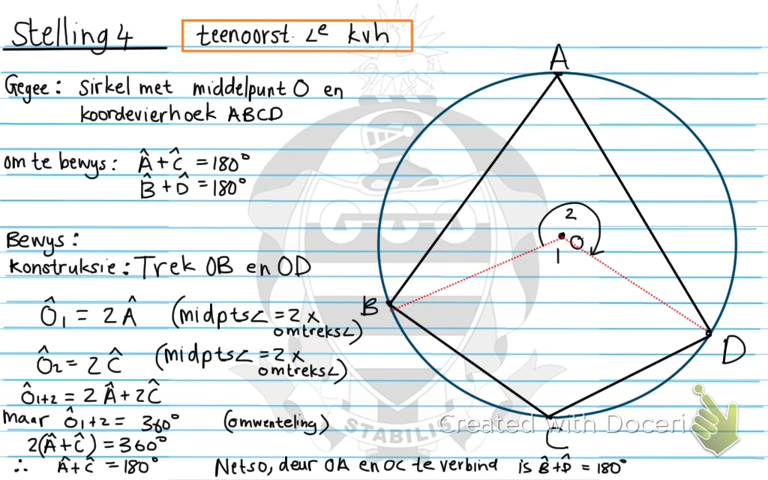 Stelling 4
teenoorst. ∠e kvh
Gegee: Sirkel met middelpunt O en
koordevierhoek ABCD
om te bewys: Â + Ĉ = 180°
B̂ + D̂ = 180°
Bewys:
Konstruksie: Trek OB en OD
Ô1 = 2Â (midpts∠ = 2 x
omtreks∠)
Ô2 = 2Ĉ (midpts∠ = 2 x
omtreks∠)
Ô1+2 = 2Â + 2Ĉ
maar Ô1+2 = 360° (omwenteling)
2(Â+Ĉ) = 360°
∴ Â+Ĉ = 180° Netso, deur OA en OC te verbind is B̂+D̂ = 180°
A
2
O
1
B
D
C
Created with Doceri
STABILI